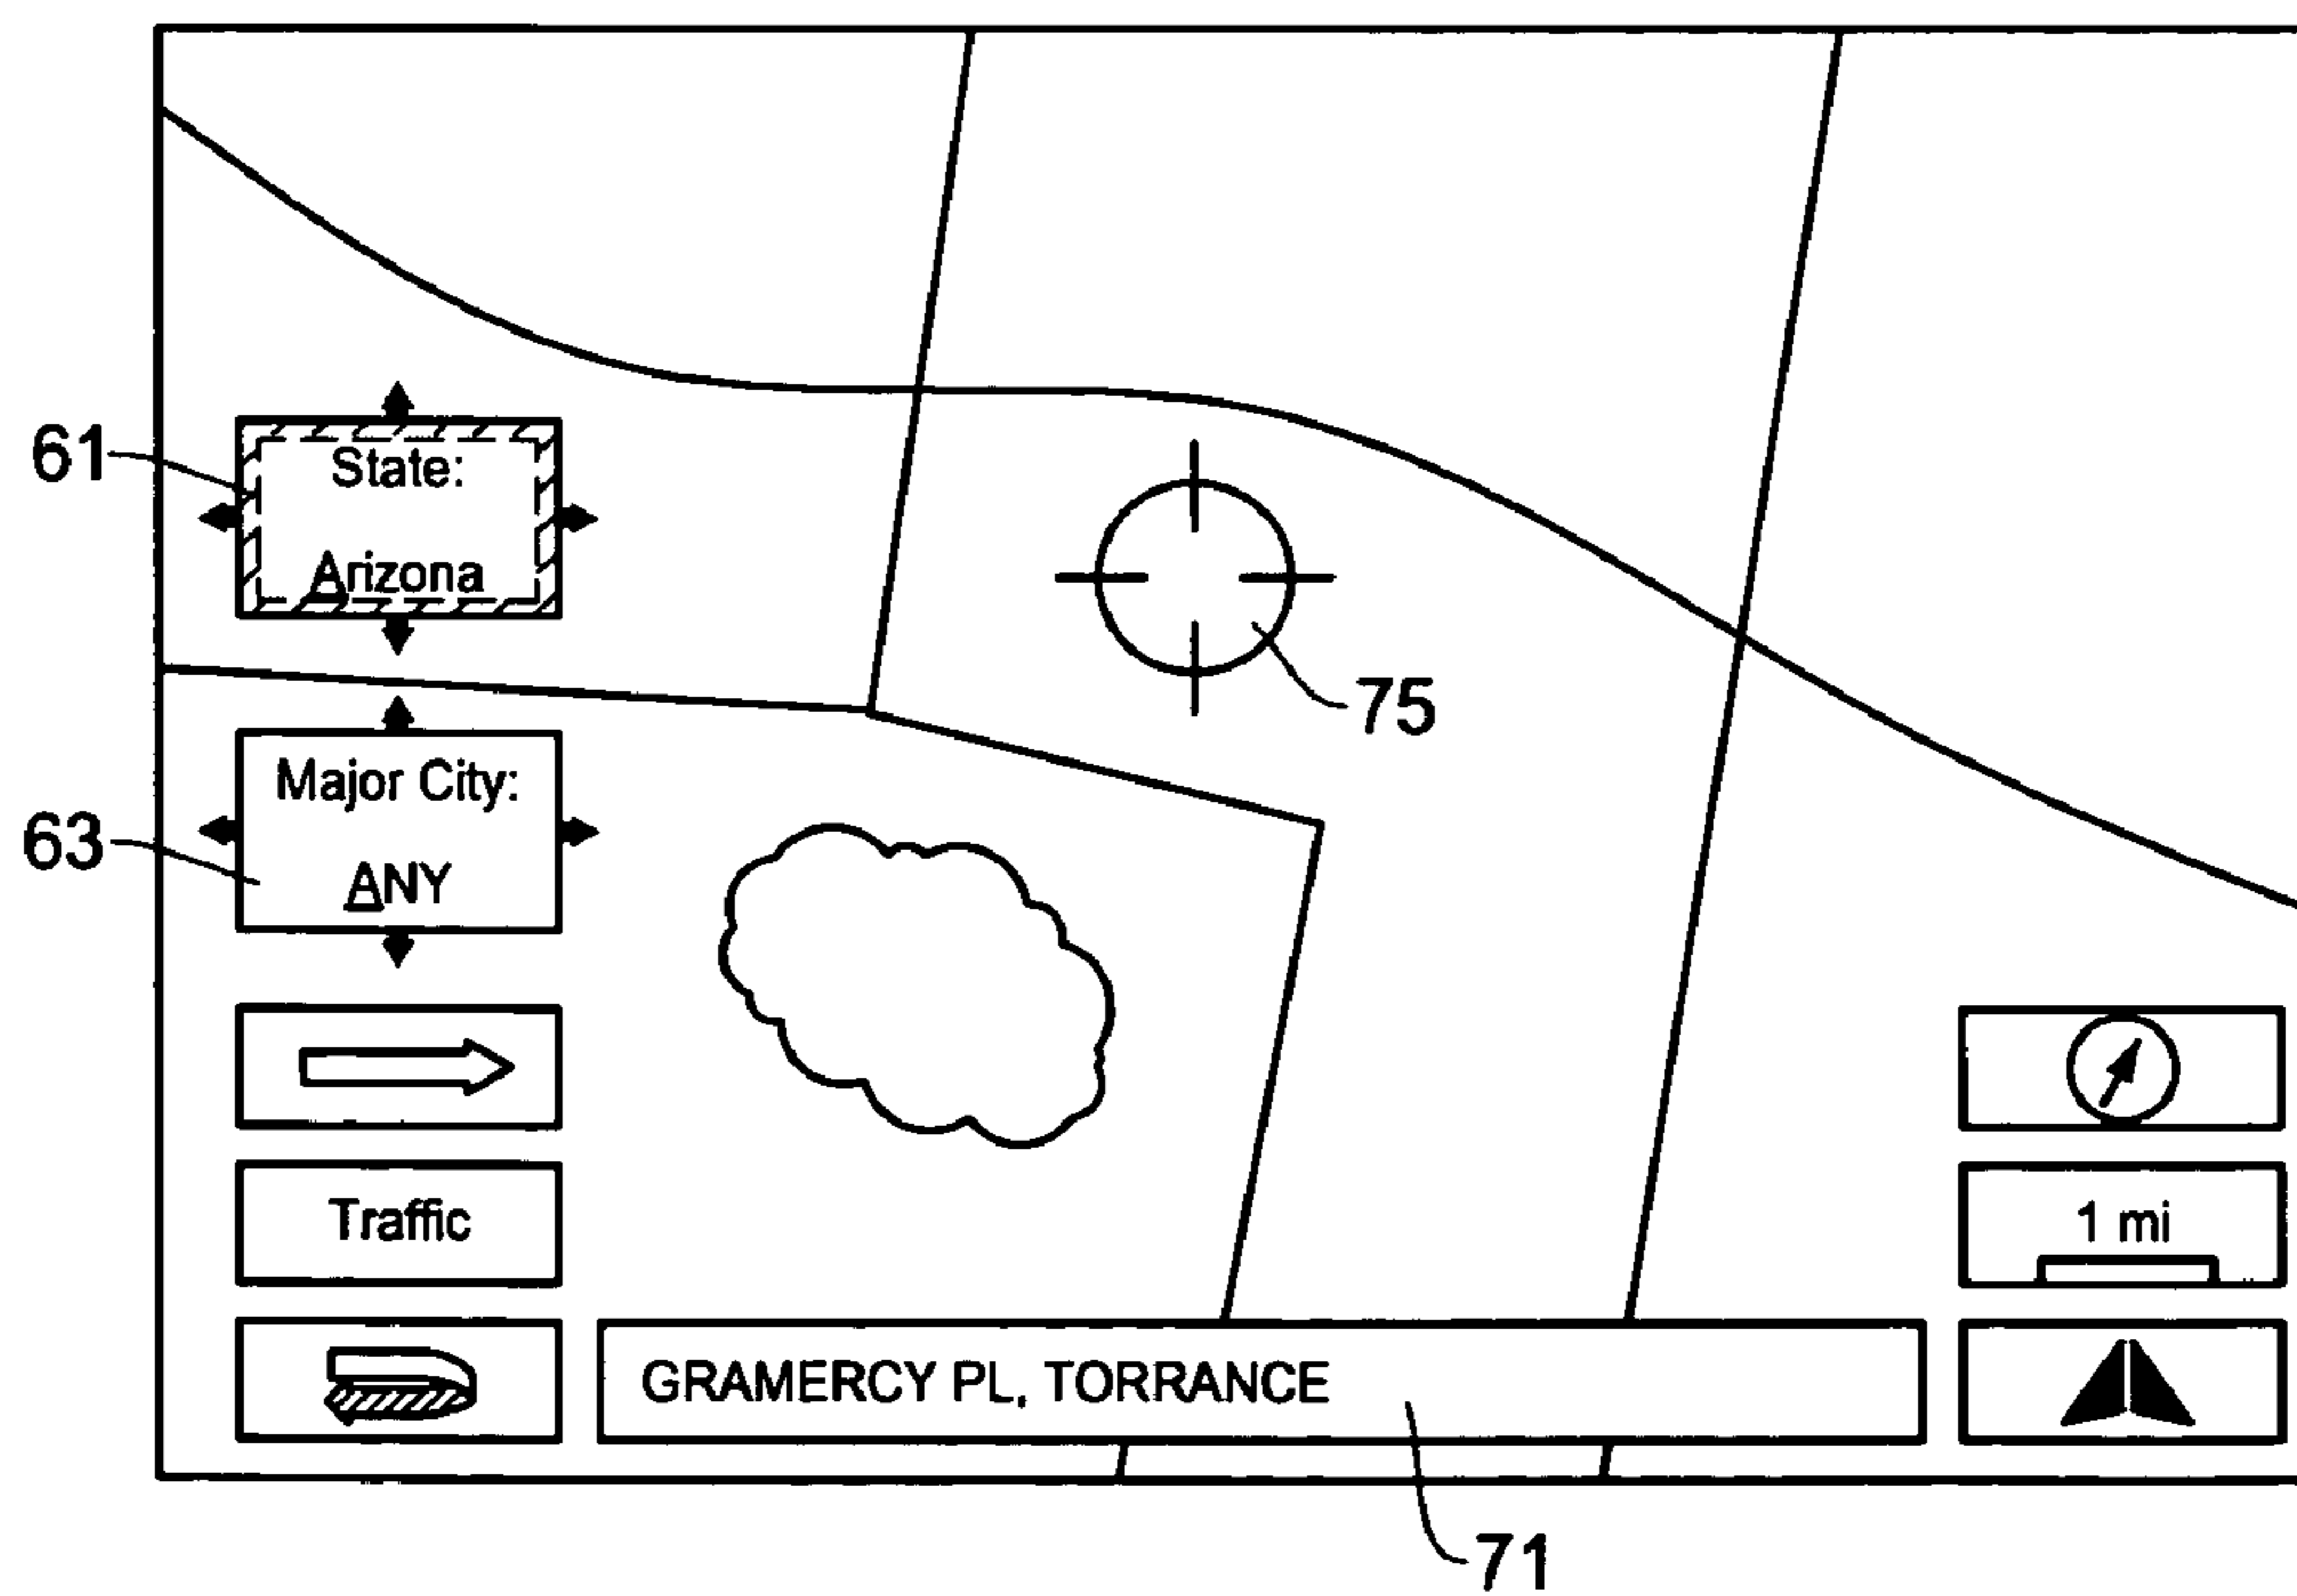 61
State:
Arizona
75
63
Major City:
ANY
Traffic
1 mi
GRAMERCY PL, TORRANCE
71